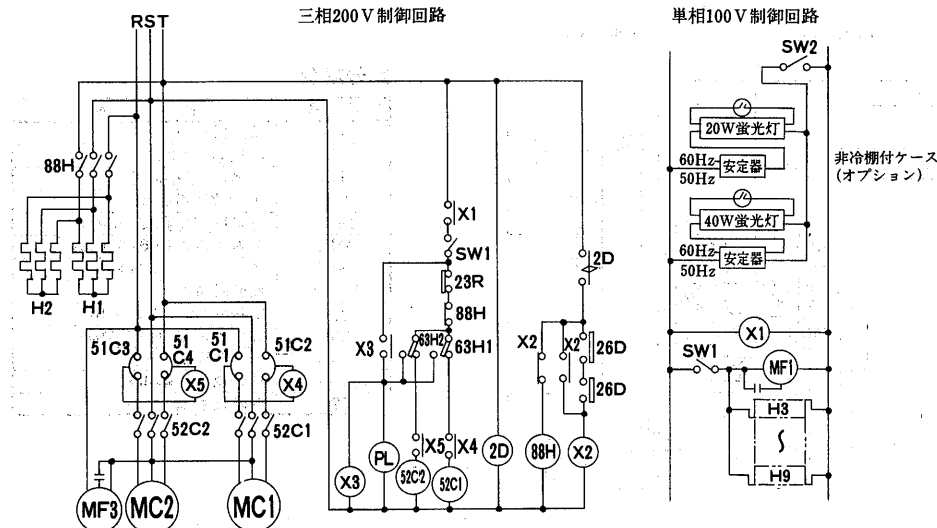 三相200V制御回路
単相100V制御回路
RST
SW2
88H
20W蛍光灯
60Hz
50Hz
安定器
非冷棚付ケース
(オプション)
40W蛍光灯
60Hz
50Hz
安定器
X1
SW1
23R
88H
2D
H2
H1
51C3
51
C4
51
C1
51C2
X5
X4
X3
63H2
63H1
X2
X2
26D
26D
X1
SW1
MF1
H3
H9
52C2
52C1
X5
X4
X3
PL
52C2
52C1
2D
88H
X2
MF3
MC2
MC1